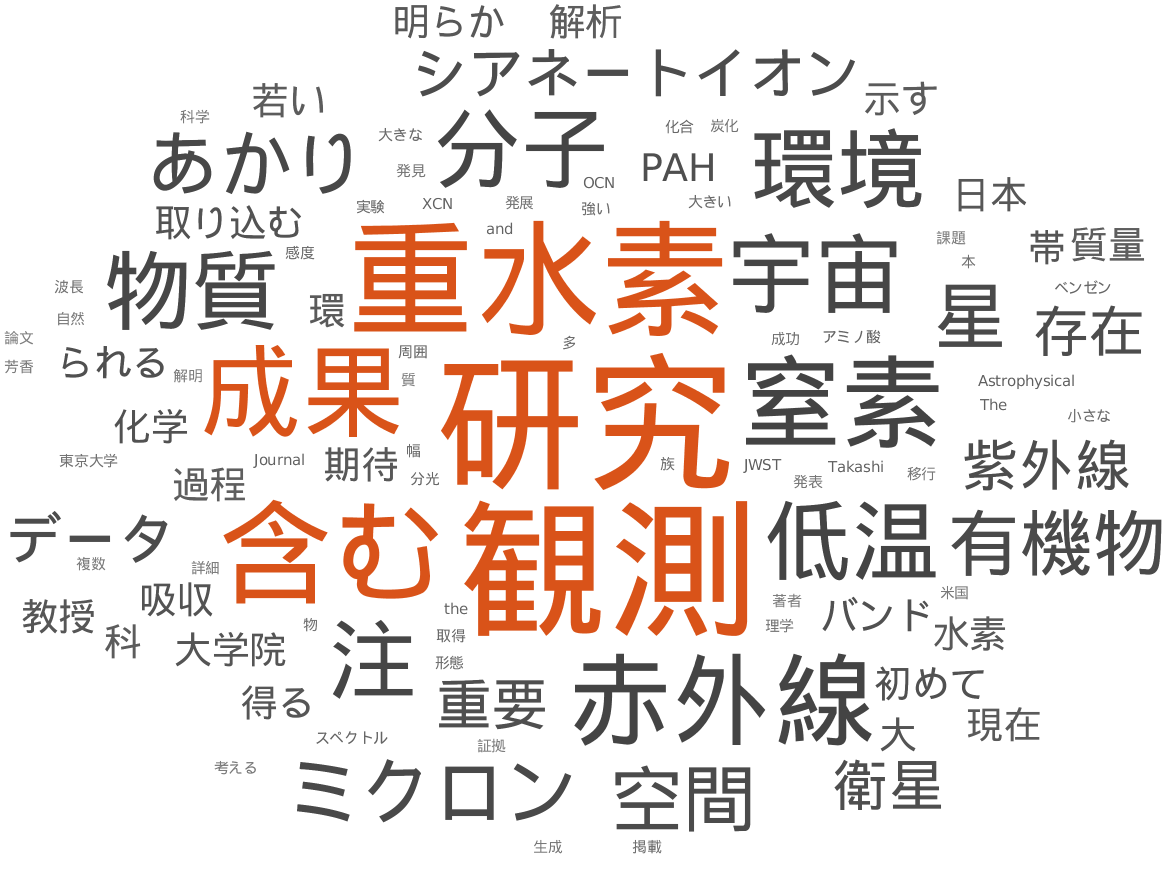 明らか 解析
シアネートイオン
若い 示す
科学 大きな 分子 化合 炭化
あかり 発見 PAH 環境
OCN
取り込む 実験 XCN 発展 強い 大きい 日本
感度 and 課題 帯 質量
物質 重水素 宇宙 本
波長 環 星 ベンゼン
自然 存在
論文 られる 周囲 多 成功 アミノ酸
芳香 解明 質
成果 研究 窒素 Astrophysical
The
化学 小さな
東京大学 Journal 期待 幅 族 JWST Takashi 紫外線
過程 分光 発表 移行
データ 含む 観測 低温 有機物
複数 詳細
教授 吸収 the 著者 バンド 米国
科 大学院 物 注 取得 理学 水素
形態
得る 重要 赤外線 初めて
スペクトル 証拠 大 現在
考える ミクロン 空間 衛星
生成 掲載